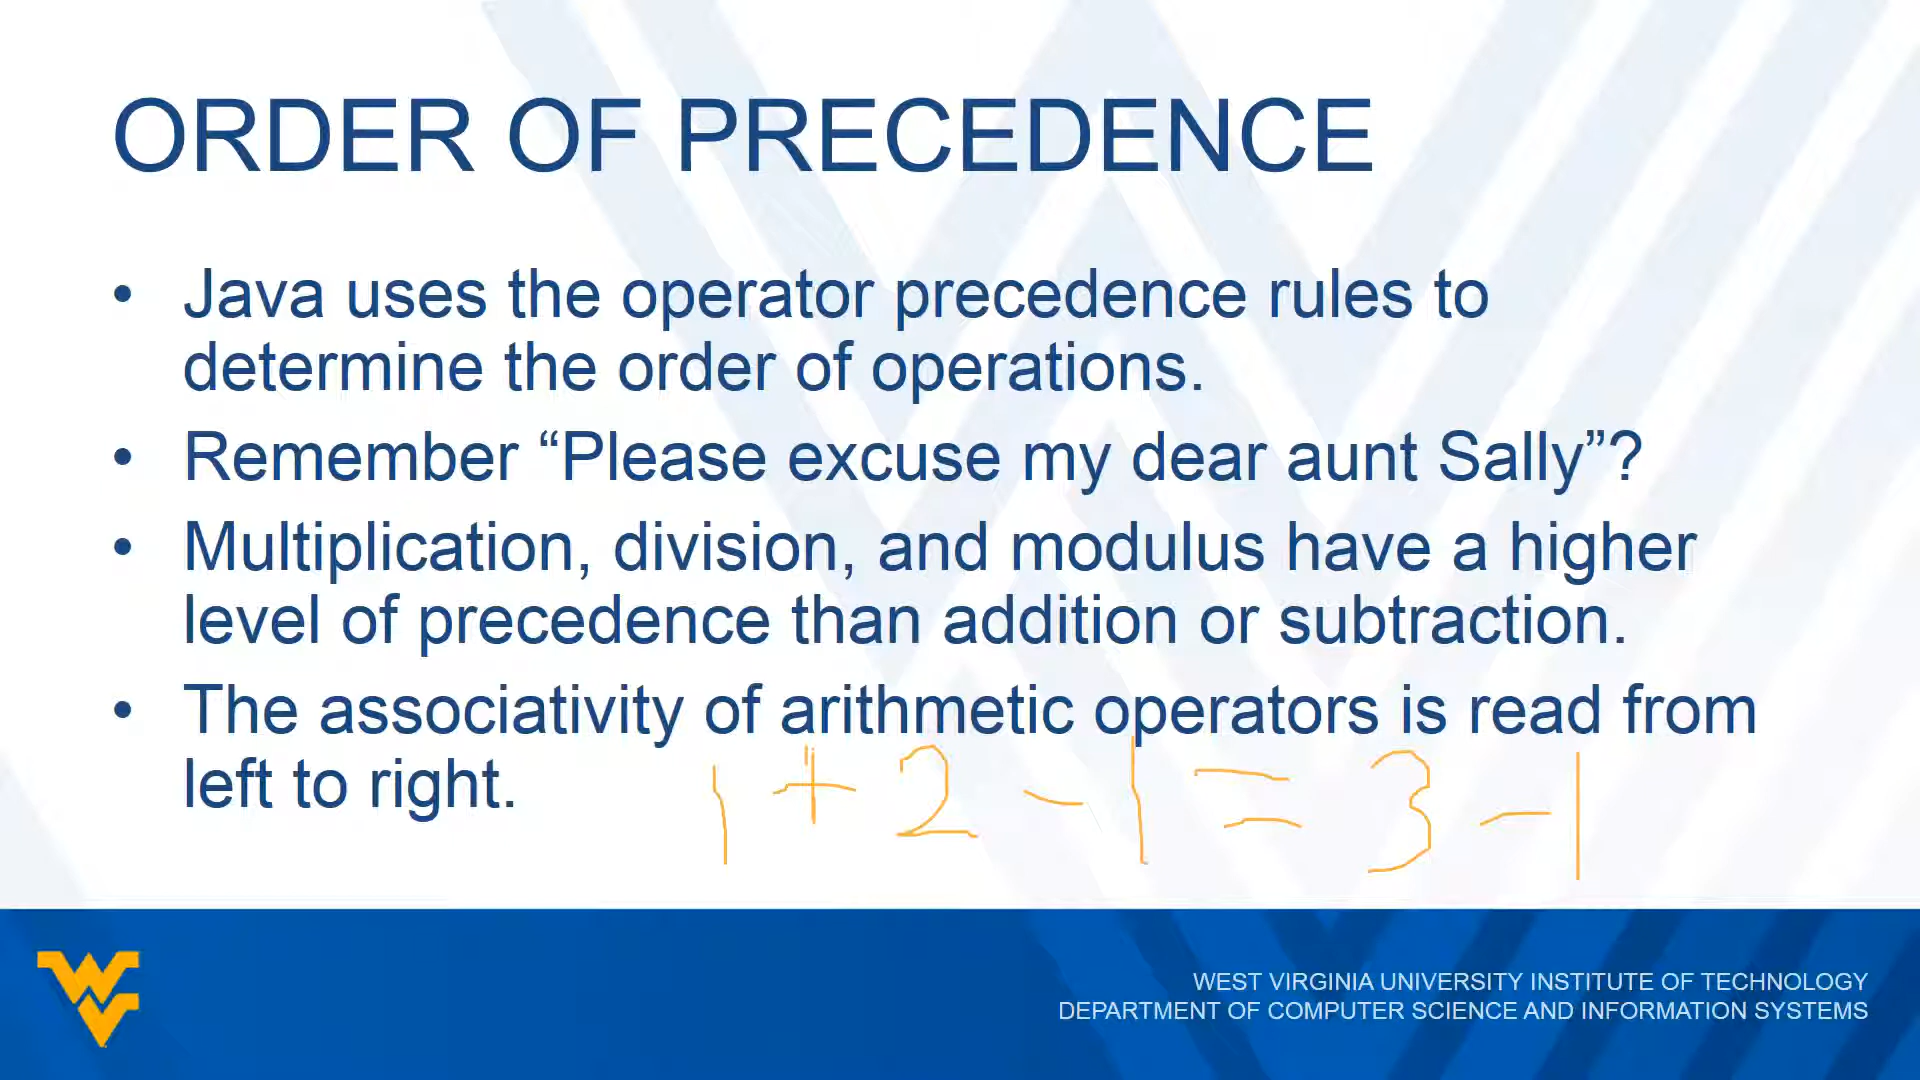 ORDER OF PRECEDENCE
• Java uses the operator precedence rules to
determine the order of operations.
• Remember “Please excuse my dear aunt Sally”?
• Multiplication, division, and modulus have a higher
level of precedence than addition or subtraction.
• The associativity of arithmetic operators is read from
left to right.
1 + 2 - 1 = 3 - 1
WV
WEST VIRGINIA UNIVERSITY INSTITUTE OF TECHNOLOGY
DEPARTMENT OF COMPUTER SCIENCE AND INFORMATION SYSTEMS